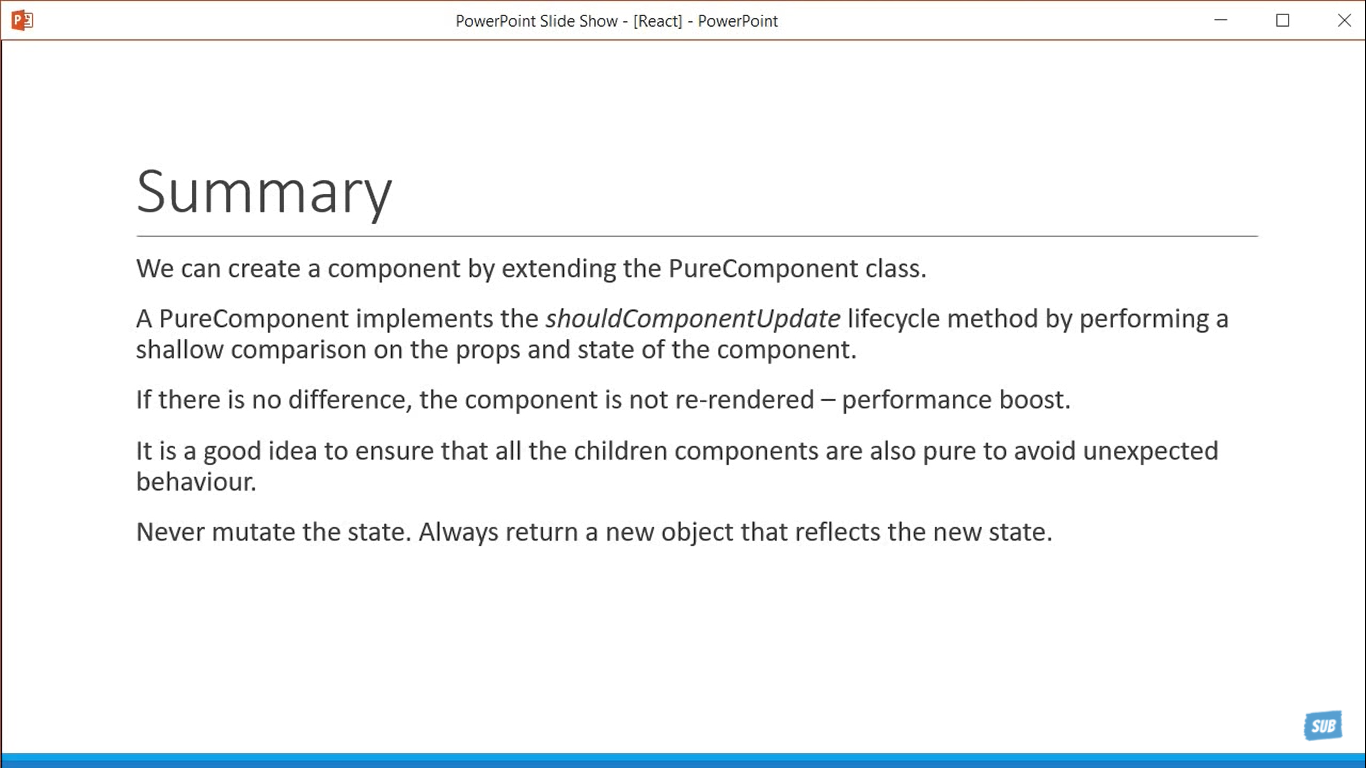 PowerPoint Slide Show - [React] - PowerPoint
Summary
We can create a component by extending the PureComponent class.
A PureComponent implements the shouldComponentUpdate lifecycle method by performing a
shallow comparison on the props and state of the component.
If there is no difference, the component is not re-rendered – performance boost.
It is a good idea to ensure that all the children components are also pure to avoid unexpected
behaviour.
Never mutate the state. Always return a new object that reflects the new state.
SUB